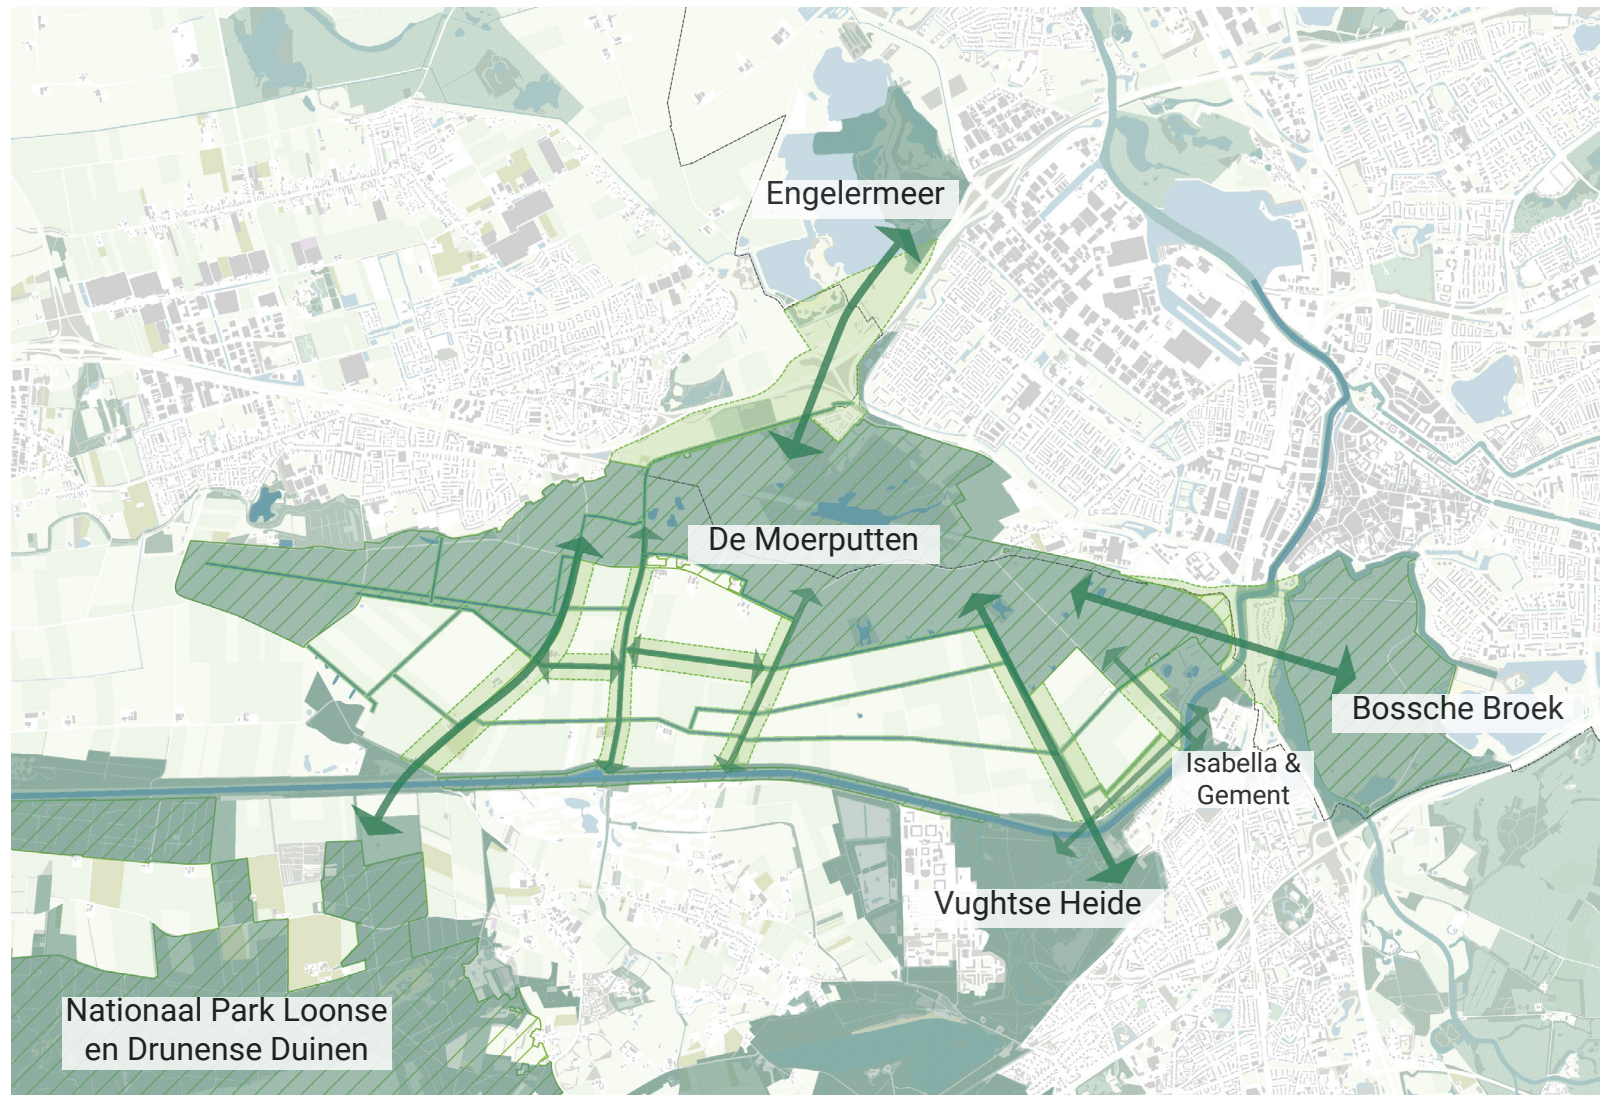 Engelermeer
De Moerputten
Bossche Broek
Isabella &
Gement
Vughtse Heide
Nationaal Park Loonse
en Drunense Duinen